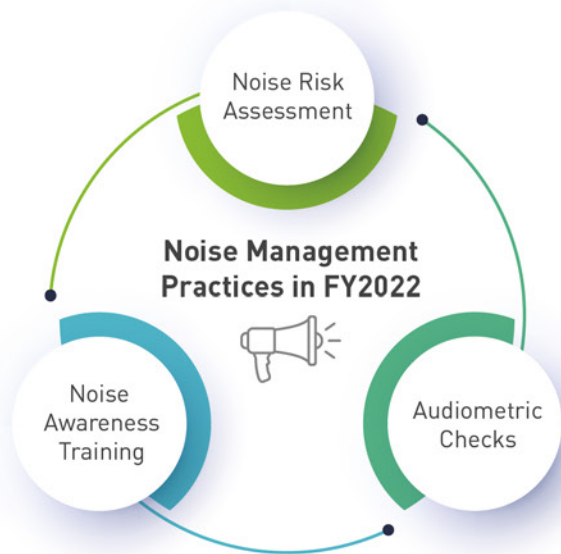 Noise Risk
Assessment
Noise Management
Practices in FY2022
Noise
Awareness
Training
Audiometric
Checks